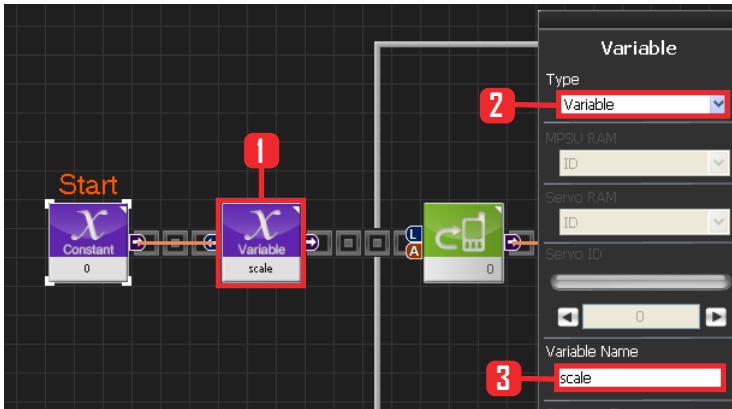 Variable
Type
2
Variable
MPSU RAM
1
ID
Start
Servo RAM
ID
Constant
0
Variable
scale
L
A
0
Servo ID
0
Variable Name
3
scale